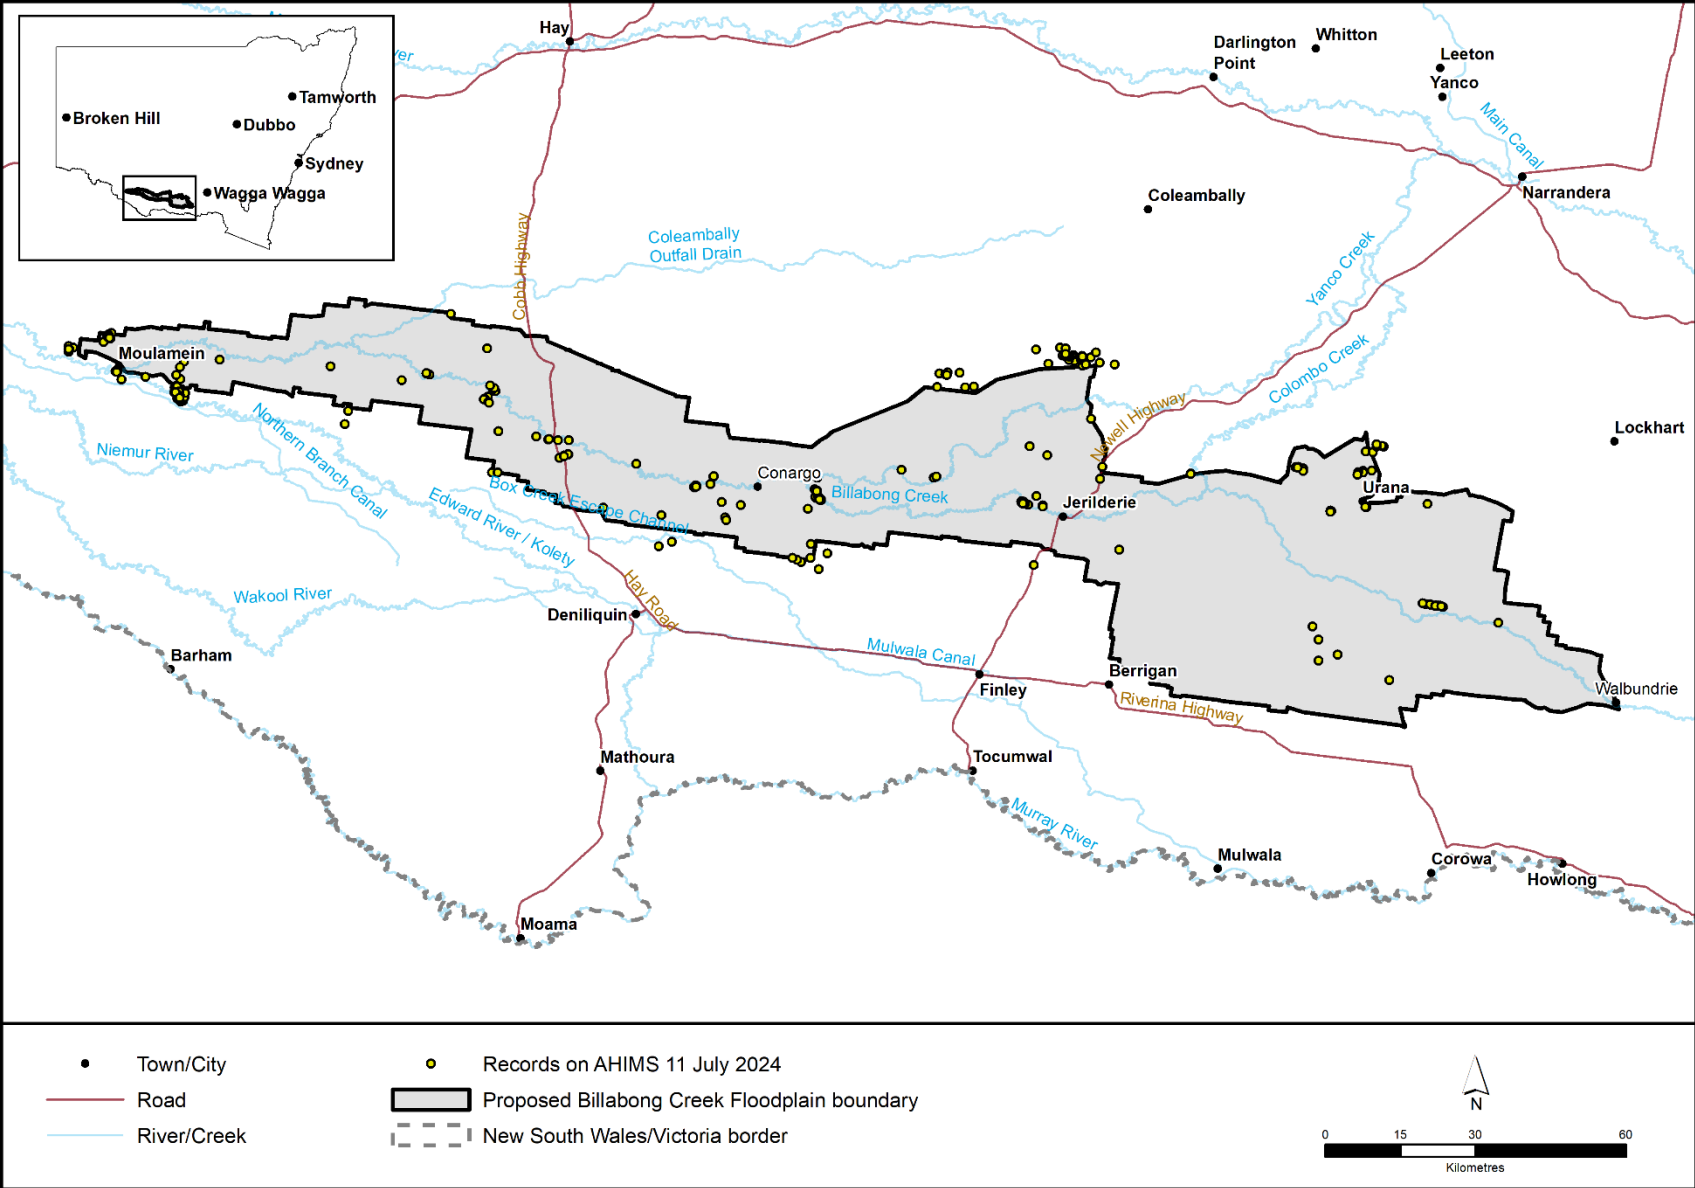 Hay
Darlington
Point
Whitton
Leeton
Yanco
Main Canal
Narrandera
ver
Tamworth
Broken Hill
Dubbo
Sydney
Wagga Wagga
Coleambally
Cobb Highway
Coleambally
Outfall Drain
Yanco Creek
Colombo Creek
Newell Highway
Lockhart
Moulamein
Northern Branch Canal
Niemur River
Edward River / Kolety
Box Creek Escape Channel
Conargo
Billabong Creek
Jerilderie
Urana
Wakool River
Hay Road
Deniliquin
Barham
Mulwala Canal
Finley
Berrigan
Riverina Highway
Walbundrie
Mathoura
Tocumwal
Murray River
Mulwala
Corowa
Howlong
Moama
Town/City
Road
River/Creek
Records on AHIMS 11 July 2024
Proposed Billabong Creek Floodplain boundary
New South Wales/Victoria border
N
0 15 30 60
Kilometres